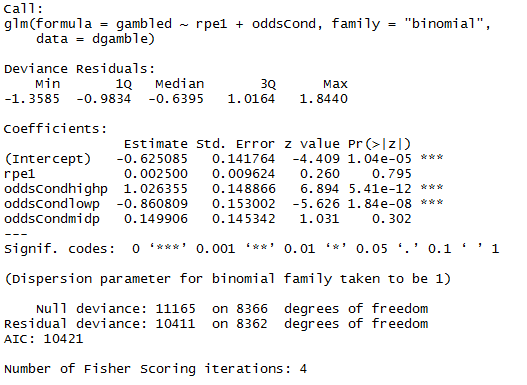 Call:
glm(formula = gambled ~ rpe1 + oddsCond, family = "binomial",
    data = dgamble)

Deviance Residuals:
    Min       1Q   Median       3Q      Max
-1.3585  -0.9834  -0.6395   1.0164   1.8440

Coefficients:
               Estimate Std. Error z value Pr(>|z|)
(Intercept)   -0.625085   0.141764  -4.409 1.04e-05 ***
rpe1           0.002500   0.009624   0.260    0.795
oddsCondhighp  1.026355   0.148866   6.894 5.41e-12 ***
oddsCondlowp  -0.860809   0.153002  -5.626 1.84e-08 ***
oddsCondmidp   0.149906   0.145342   1.031    0.302
---
Signif. codes:  0 ‘***’ 0.001 ‘**’ 0.01 ‘*’ 0.05 ‘.’ 0.1 ‘ ’ 1

(Dispersion parameter for binomial family taken to be 1)

    Null deviance: 11165  on 8366  degrees of freedom
Residual deviance: 10411  on 8362  degrees of freedom
AIC: 10421

Number of Fisher Scoring iterations: 4